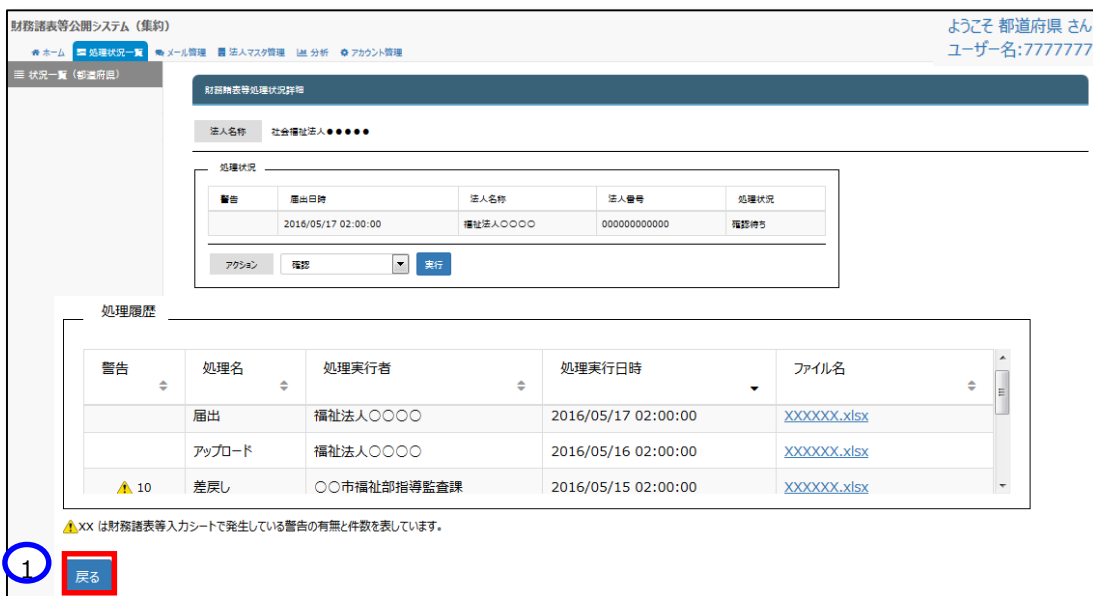 財務諸表等公開システム（集約）
ようこそ 都道府県 さん
ユーザー名:7777777
ホーム 処理状況一覧 メール管理 法人マスタ管理 分析 アカウント管理
状況一覧（都道府県）
財務諸表等処理状況詳細
法人名称 社会福祉法人●●●●●
処理状況
警告 届出日時 法人名称 法人番号 処理状況
2016/05/17 02:00:00 福祉法人○○○○ 000000000000 確認待ち
アクション 確認 実行
処理履歴
警告 処理名 処理実行者 処理実行日時 ファイル名
届出 福祉法人○○○○ 2016/05/17 02:00:00 XXXXXX.xlsx
アップロード 福祉法人○○○○ 2016/05/16 02:00:00 XXXXXX.xlsx
10 差戻し ○○市福祉部指導監査課 2016/05/15 02:00:00 XXXXXX.xlsx
XX は財務諸表等入力シートで発生している警告の有無と件数を表しています。
1 戻る